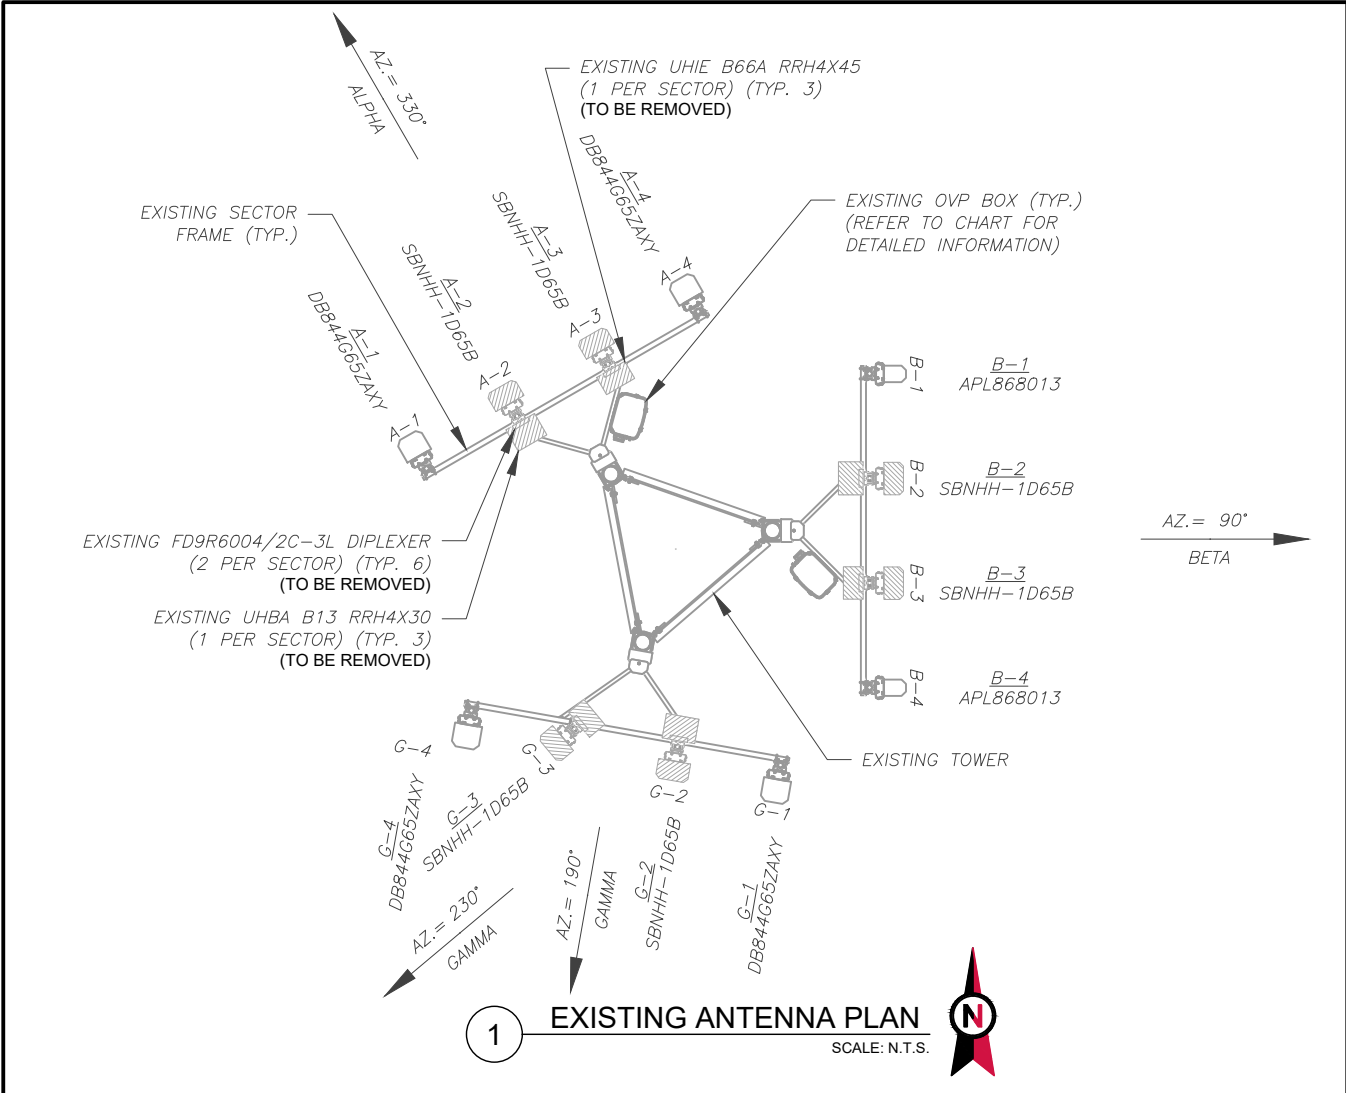 AZ.= 330°
ALPHA
EXISTING UHIE B66A RRH4X45
(1 PER SECTOR) (TYP. 3)
(TO BE REMOVED)
A-4
DB844G65ZAXY
EXISTING OVP BOX (TYP.)
(REFER TO CHART FOR
DETAILED INFORMATION)
EXISTING SECTOR
FRAME (TYP.)
A-3
SBNHH-1D65B
A-2
SBNHH-1D65B
A-1
DB844G65ZAXY
A-4
A-3
A-2
A-1
B-1
B-1
APL868013
B-2
B-2
SBNHH-1D65B
B-3
B-3
SBNHH-1D65B
B-4
B-4
APL868013
AZ.= 90°
BETA
EXISTING FD9R6004/2C-3L DIPLEXER
(2 PER SECTOR) (TYP. 6)
(TO BE REMOVED)
EXISTING UHBA B13 RRH4X30
(1 PER SECTOR) (TYP. 3)
(TO BE REMOVED)
EXISTING TOWER
G-4
G-3
G-2
G-1
G-4
DB844G65ZAXY
G-3
SBNHH-1D65B
G-2
SBNHH-1D65B
G-1
DB844G65ZAXY
AZ.= 230°
GAMMA
AZ.= 190°
GAMMA
1
EXISTING ANTENNA PLAN
SCALE: N.T.S.
N